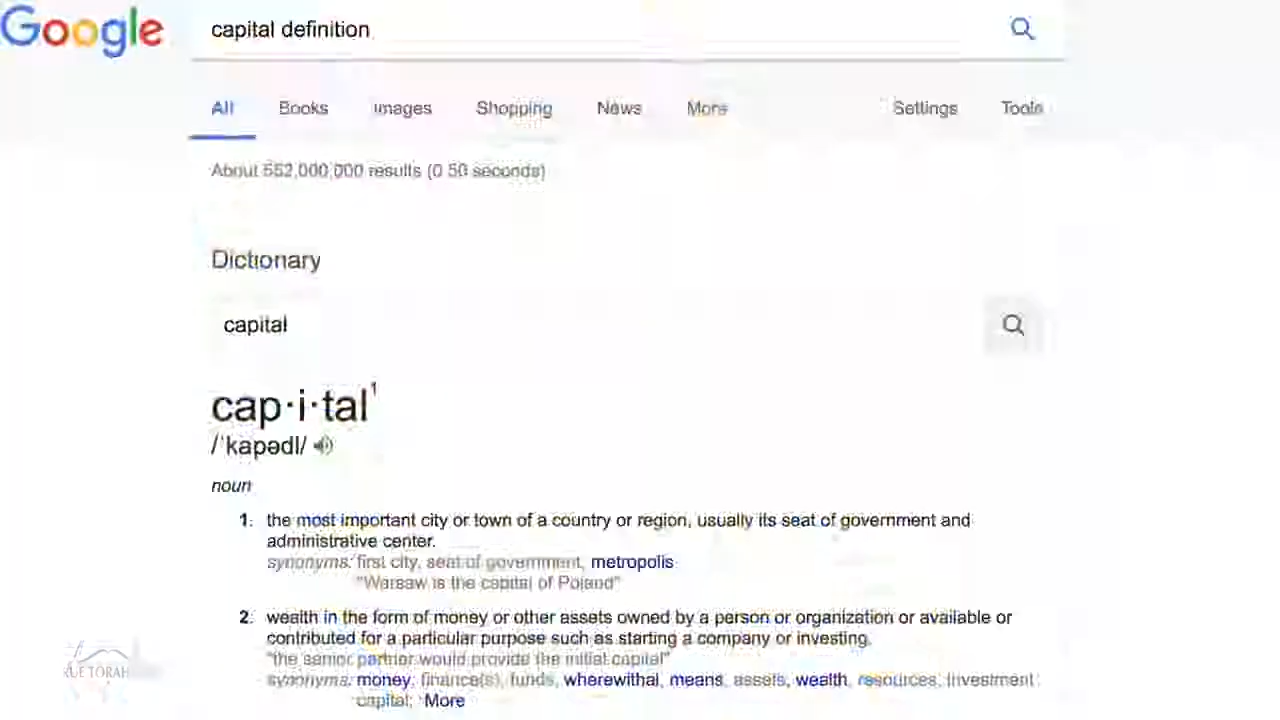 Google
capital definition
All Books Images Shopping News More Settings Tools
About 552,000,000 results (0.50 seconds)
Dictionary
capital
cap·i·tal¹
/ˈkapədl/
noun
1. the most important city or town of a country or region, usually its seat of government and
administrative center.
synonyms: first city, seat of government, metropolis
"Warsaw is the capital of Poland"
2. wealth in the form of money or other assets owned by a person or organization or available or
contributed for a particular purpose such as starting a company or investing.
"the senior partner would provide the initial capital"
synonyms: money, finance(s), funds, wherewithal, means, assets, wealth, resources, investment
capital; More
RUE TORAH